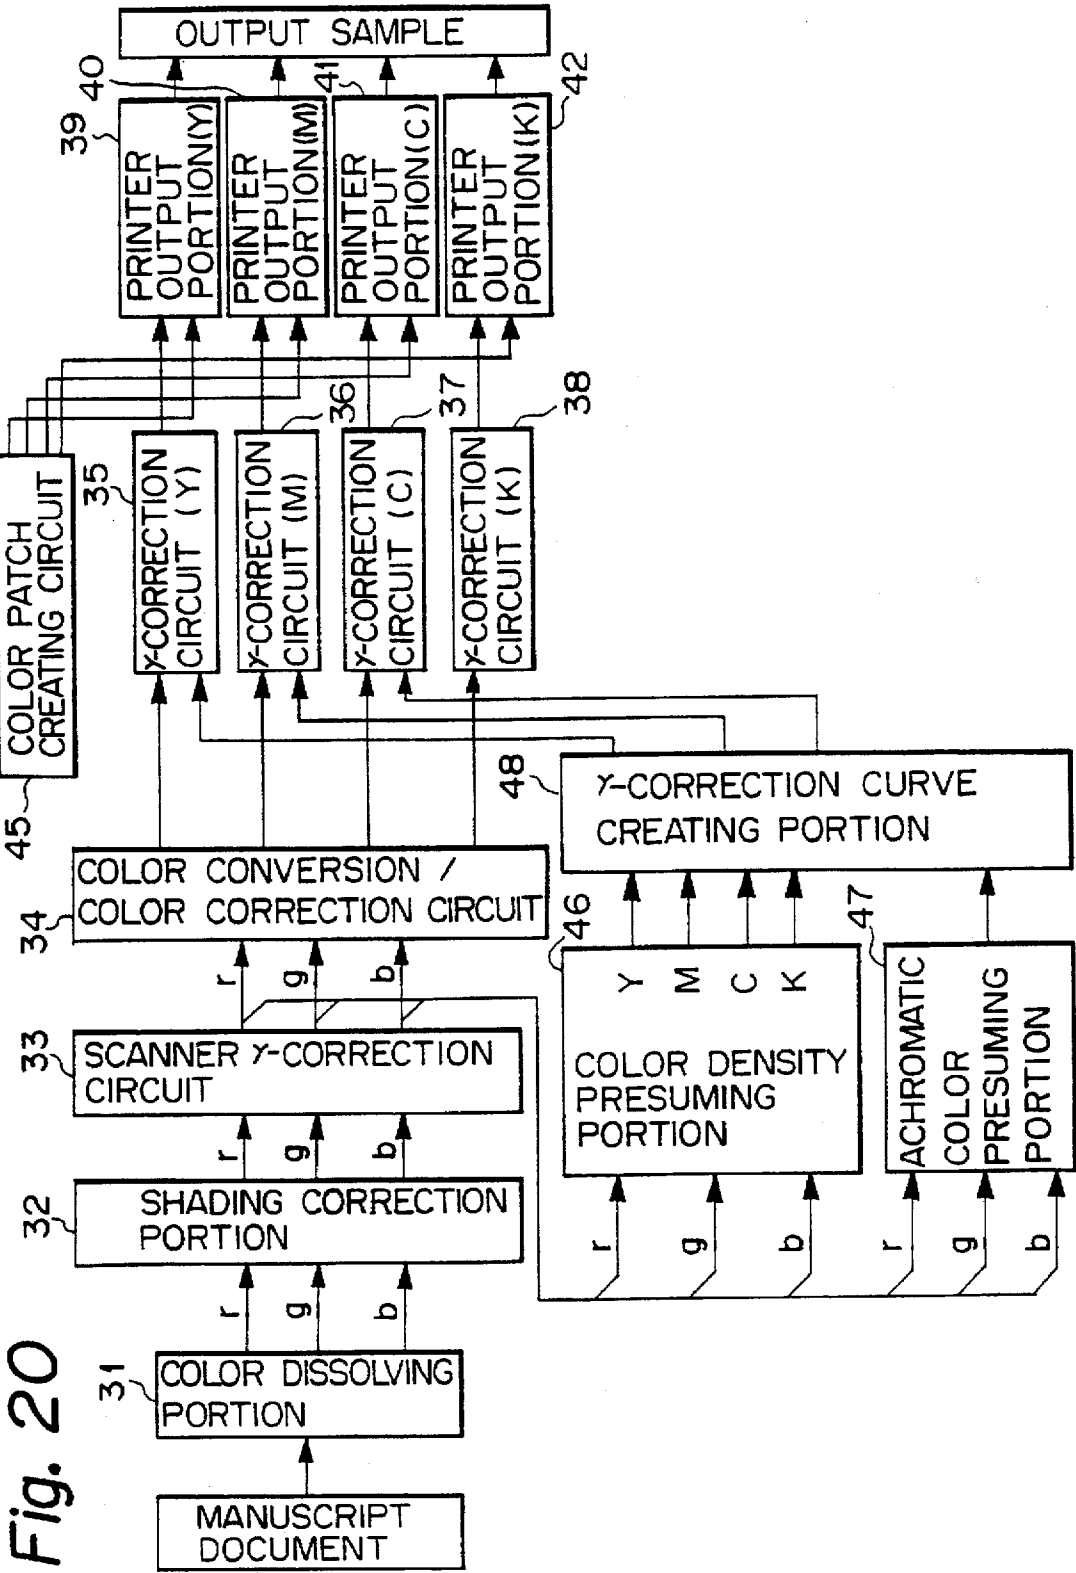 Fig. 20
MANUSCRIPT
DOCUMENT
31
COLOR DISSOLVING
PORTION
r
g
b
32
SHADING CORRECTION
PORTION
r
g
b
33
SCANNER γ-CORRECTION
CIRCUIT
r
g
b
34
COLOR CONVERSION /
COLOR CORRECTION CIRCUIT
45
COLOR PATCH
CREATING CIRCUIT
35
γ-CORRECTION
CIRCUIT (Y)
36
γ-CORRECTION
CIRCUIT (M)
37
γ-CORRECTION
CIRCUIT (C)
38
γ-CORRECTION
CIRCUIT (K)
39
PRINTER
OUTPUT
PORTION(Y)
40
PRINTER
OUTPUT
PORTION(M)
41
PRINTER
OUTPUT
PORTION(C)
42
PRINTER
OUTPUT
PORTION(K)
OUTPUT SAMPLE
r
g
b
46
Y
M
C
K
COLOR DENSITY
PRESUMING
PORTION
r
g
b
47
ACHROMATIC
COLOR
PRESUMING
PORTION
48
γ-CORRECTION CURVE
CREATING PORTION